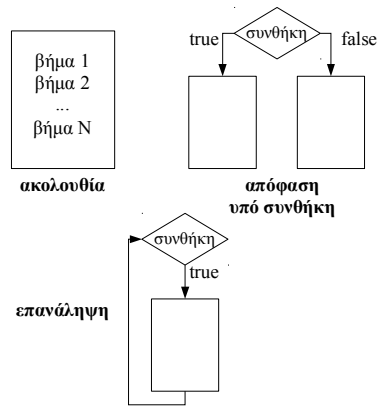 βήμα 1
βήμα 2
...
βήμα N
ακολουθία
συνθήκη
true
false
απόφαση
υπό συνθήκη
συνθήκη
true
επανάληψη